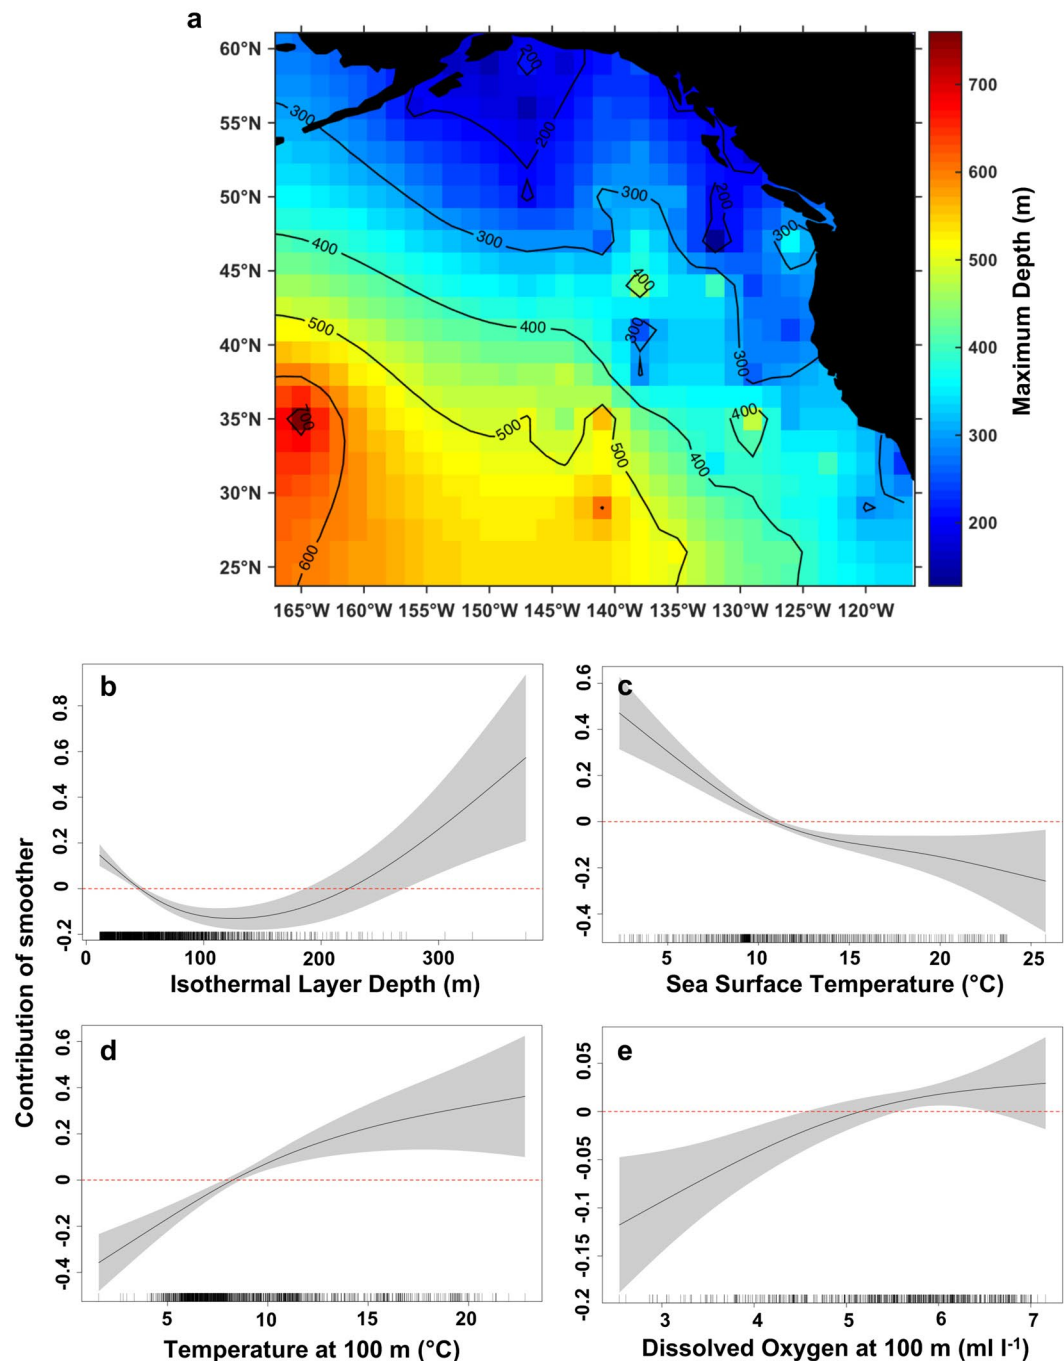 a
60°N
55°N
50°N
45°N
40°N
35°N
30°N
25°N
165°W 160°W 155°W 150°W 145°W 140°W 135°W 130°W 125°W 120°W
200
300
200
200
300
300
300
400
400
400
300
300
500
400
700
500
500
400
600
700
600
500
400
300
200
Maximum Depth (m)
Contribution of smoother
b
0.8
0.6
0.4
0.2
0
-0.2
0 100 200 300
Isothermal Layer Depth (m)
c
0.6
0.4
0.2
0
-0.2
-0.4
5 10 15 20 25
Sea Surface Temperature (°C)
d
0.6
0.4
0.2
0
-0.2
-0.4
5 10 15 20
Temperature at 100 m (°C)
e
0.05
0
-0.05
-0.1
-0.15
-0.2
3 4 5 6 7
Dissolved Oxygen at 100 m (ml l⁻¹)